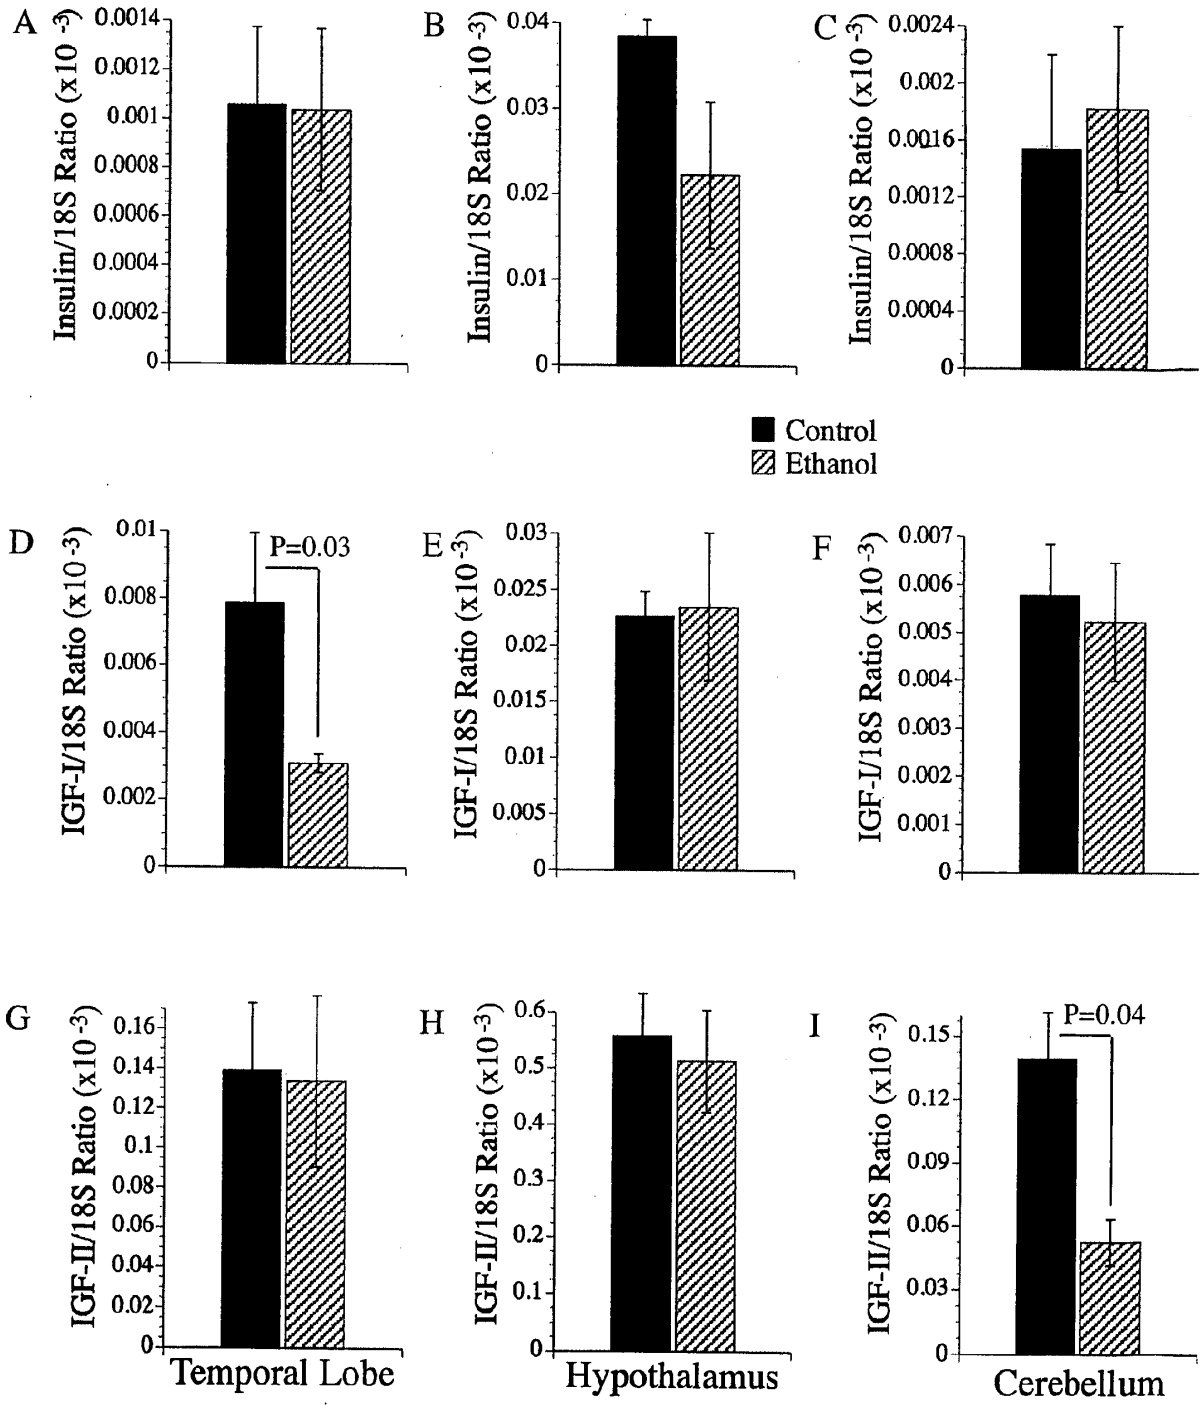 A
Insulin/18S Ratio (x10 -3)
0.0014
0.0012
0.001
0.0008
0.0006
0.0004
0.0002
0
B
Insulin/18S Ratio (x10 -3)
0.04
0.03
0.02
0.01
0
C
Insulin/18S Ratio (x10 -3)
0.0024
0.002
0.0016
0.0012
0.0008
0.0004
0
Control
Ethanol
D
IGF-I/18S Ratio (x10 -3)
0.01
0.008
0.006
0.004
0.002
0
P=0.03
E
IGF-I/18S Ratio (x10 -3)
0.03
0.025
0.02
0.015
0.01
0.005
0
F
IGF-I/18S Ratio (x10 -3)
0.007
0.006
0.005
0.004
0.003
0.002
0.001
0
G
IGF-II/18S Ratio (x10 -3)
0.16
0.14
0.12
0.1
0.08
0.06
0.04
0.02
0
Temporal Lobe
H
IGF-II/18S Ratio (x10 -3)
0.6
0.5
0.4
0.3
0.2
0.1
0
Hypothalamus
I
IGF-II/18S Ratio (x10 -3)
0.15
0.12
0.09
0.06
0.03
0
P=0.04
Cerebellum